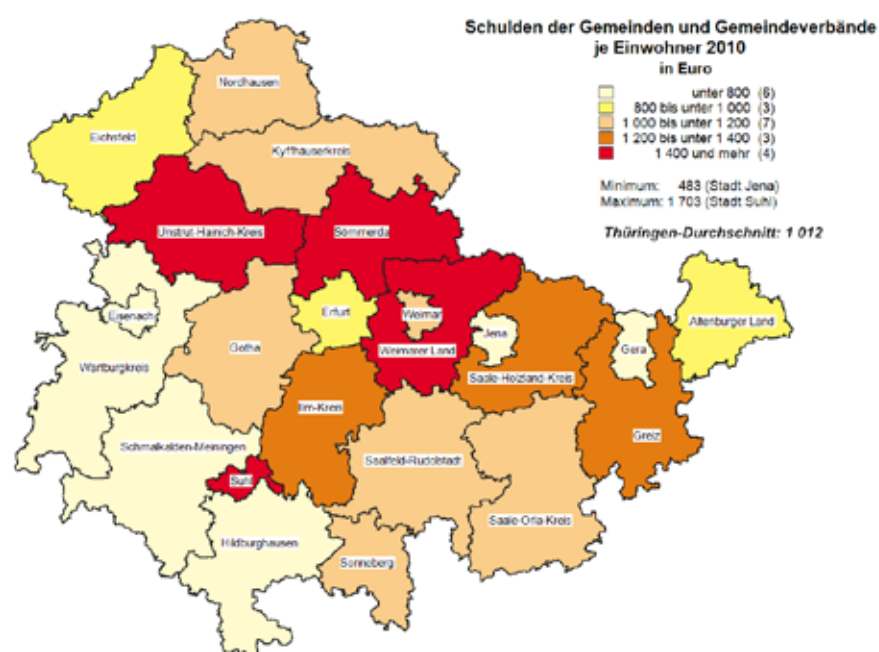 Schulden der Gemeinden und Gemeindeverbände
je Einwohner 2010
in Euro
unter 800 (6)
800 bis unter 1 000 (3)
1 000 bis unter 1 200 (7)
1 200 bis unter 1 400 (3)
1 400 und mehr (4)
Minimum: 483 (Stadt Jena)
Maximum: 1 703 (Stadt Suhl)
Thüringen-Durchschnitt: 1 012
Nordhausen
Eichsfeld
Kyffhäuserkreis
Unstrut-Hainich-Kreis
Sömmerda
Eisenach
Erfurt
Weimar
Altenburger Land
Jena
Gera
Gotha
Weimarer Land
Wartburgkreis
Saale-Holzland-Kreis
Ilm-Kreis
Greiz
Schmalkalden-Meiningen
Saalfeld-Rudolstadt
Suhl
Saale-Orla-Kreis
Hildburghausen
Sonneberg